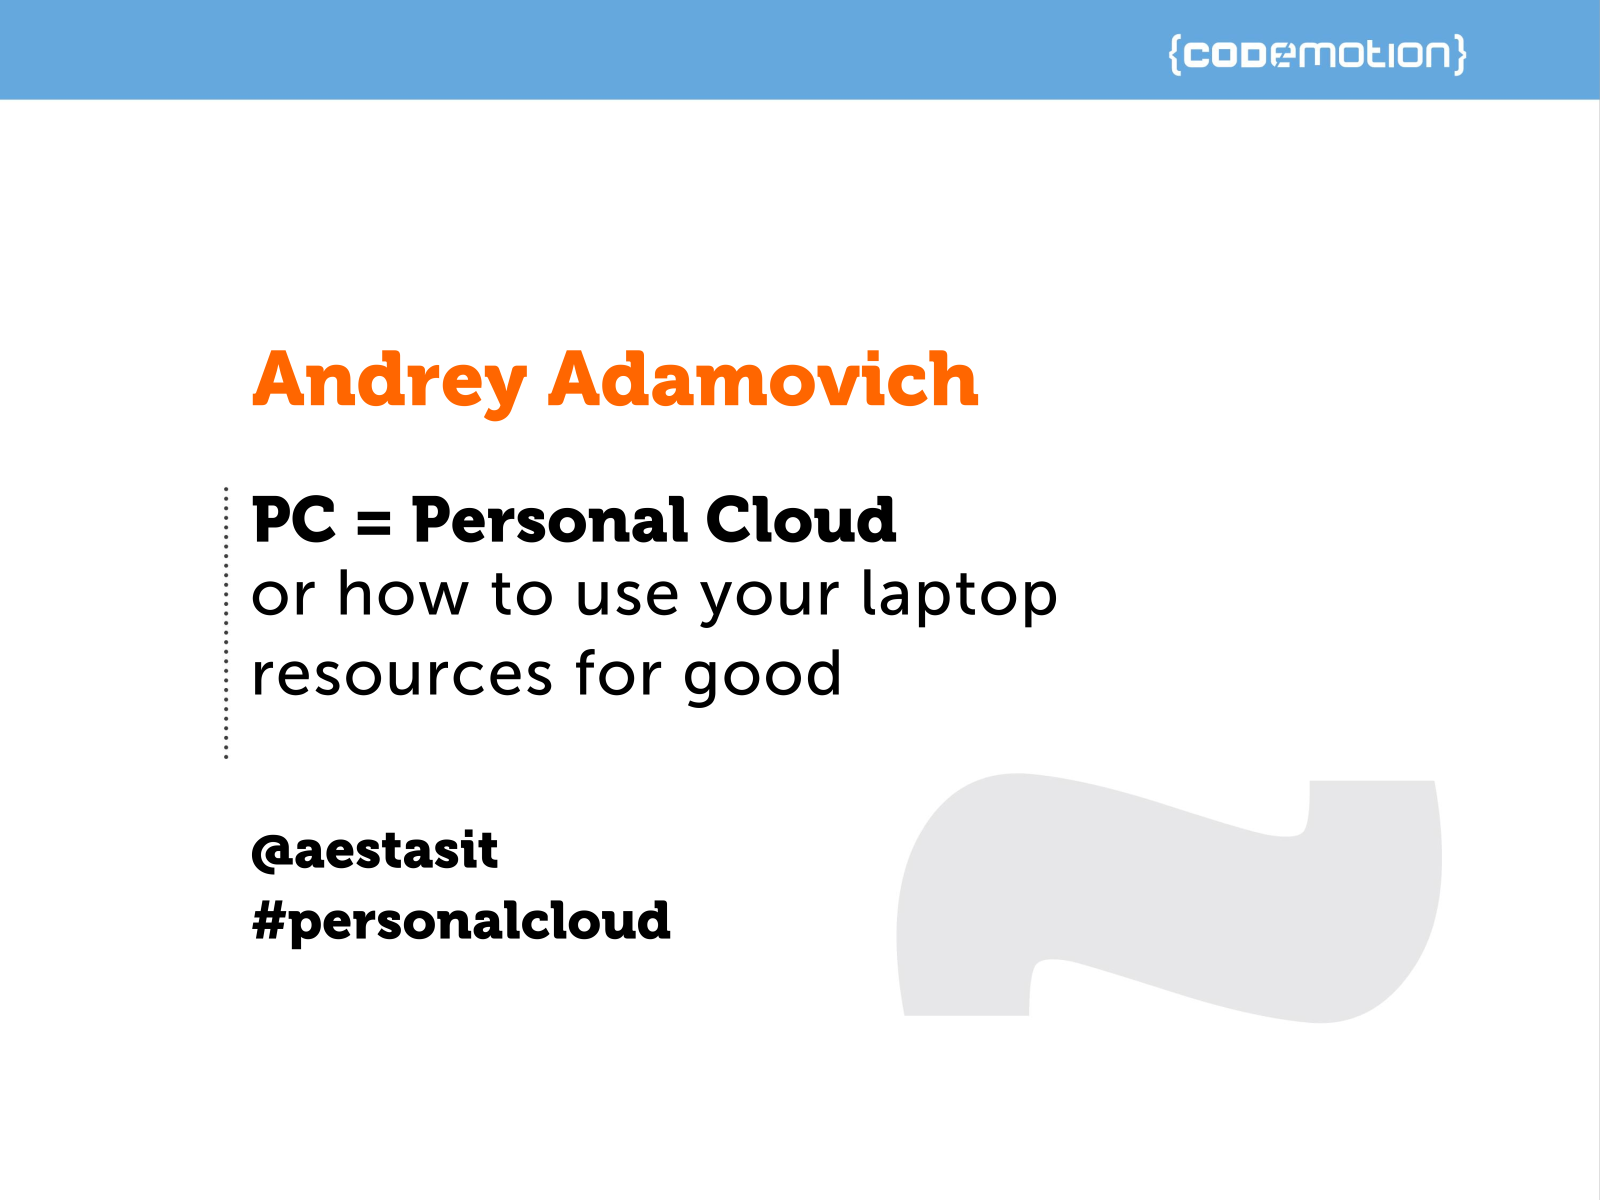 {codemotion}
Andrey Adamovich
PC = Personal Cloud
or how to use your laptop
resources for good
@aestasit
#personalcloud